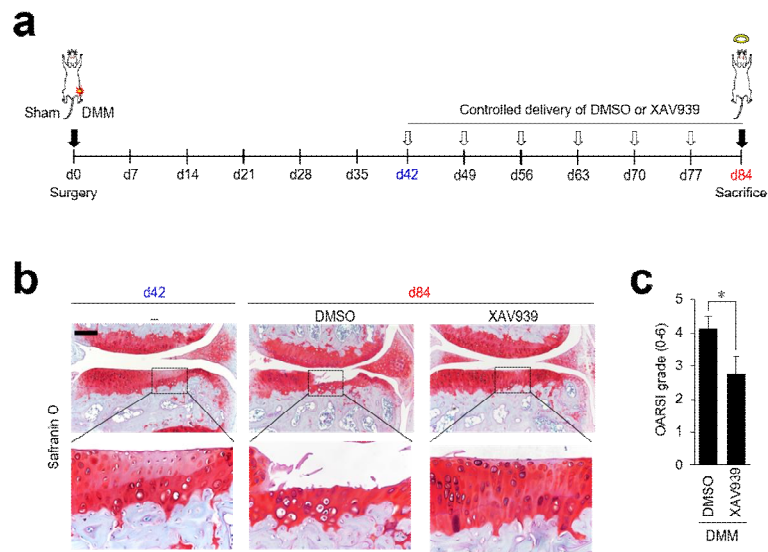 a
Sham DMM
Controlled delivery of DMSO or XAV939
d0 d7 d14 d21 d28 d35 d42 d49 d56 d63 d70 d77 d84
Surgery Sacrifice
b
d42 d84
-- DMSO XAV939
Safranin O
c
OARSI grade (0-6)
5
4
3
2
1
0
*
DMSO
XAV939
DMM